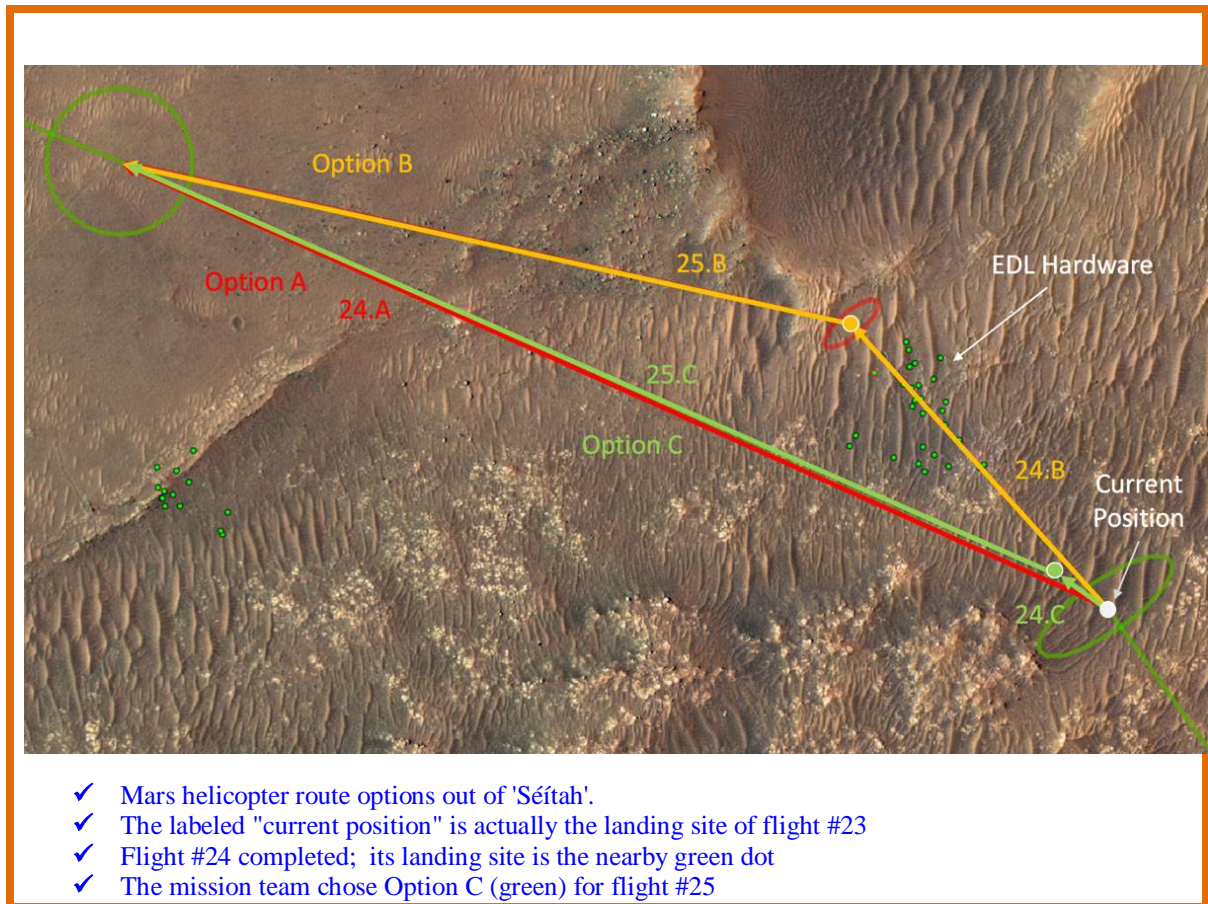 Option B
25.B
EDL Hardware
Option A
24.A
25.C
Option C
24.B
Current
Position
24.C
✓ Mars helicopter route options out of 'Séítah'.
✓ The labeled "current position" is actually the landing site of flight #23
✓ Flight #24 completed;  its landing site is the nearby green dot
✓ The mission team chose Option C (green) for flight #25